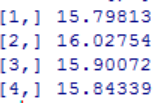 [1,] 15.79813
[2,] 16.02754
[3,] 15.90072
[4,] 15.84339